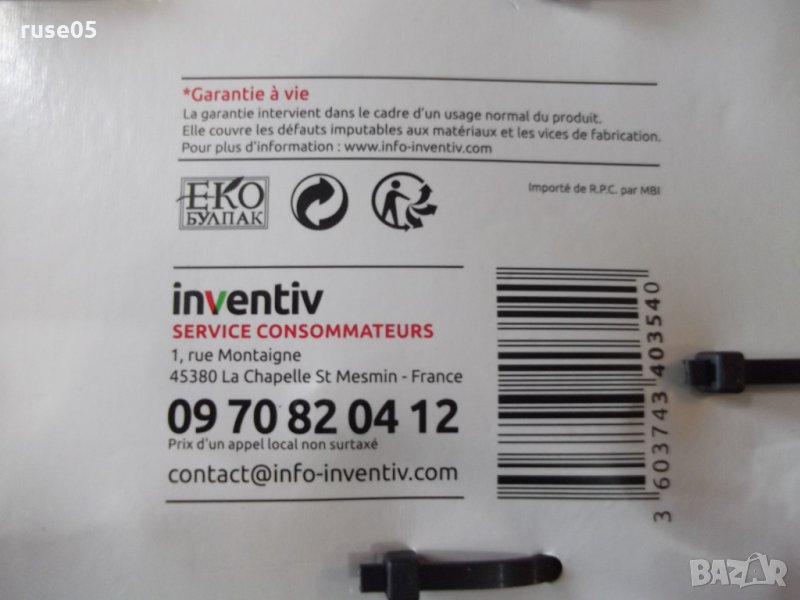 ruse05
*Garantie à vie
La garantie intervient dans le cadre d'un usage normal du produit.
Elle couvre les défauts imputables aux matériaux et les vices de fabrication.
Pour plus d'information : www.info-inventiv.com
ЕКО
БУЛПАК
Importé de R.P.C. par MBI
inventiv
SERVICE CONSOMMATEURS
1, rue Montaigne
45380 La Chapelle St Mesmin - France
09 70 82 04 12
Prix d'un appel local non surtaxé
contact@info-inventiv.com
3 603743 403540
BAZAR